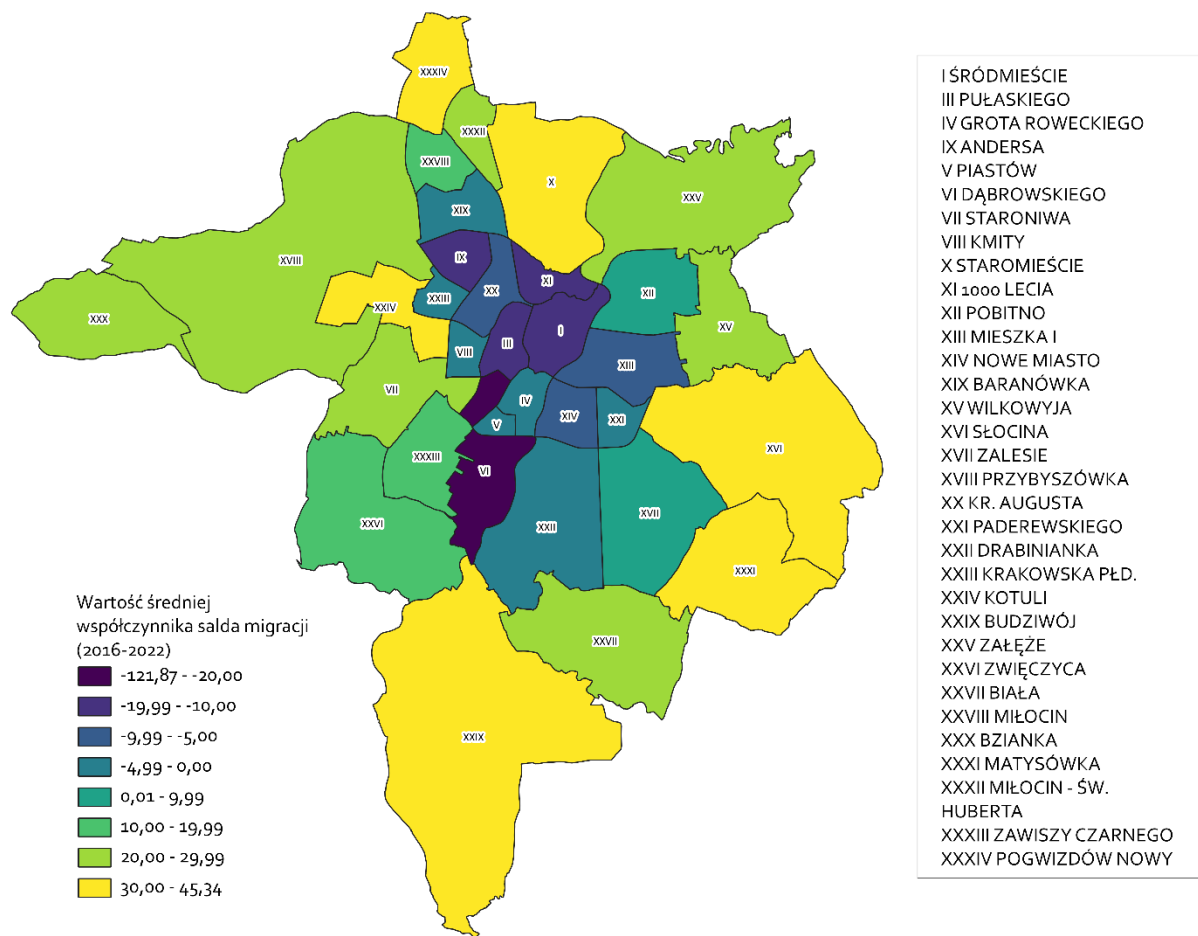 XXXIV
XXXII
XXVIII
X
XXV
XIX
IX
XVIII
XI
XX
XII
XXIII
XXIV
XXX
I
XV
III
VIII
XIII
VII
IV
XIV
XXI
V
XVI
XXXIII
VI
XXVI
XXII
XVII
XXXI
XXVII
XXIX
Wartość średniej
współczynnika salda migracji
(2016-2022)
-121,87 - -20,00
-19,99 - -10,00
-9,99 - -5,00
-4,99 - 0,00
0,01 - 9,99
10,00 - 19,99
20,00 - 29,99
30,00 - 45,34
I ŚRÓDMIEŚCIE
III PUŁASKIEGO
IV GROTA ROWECKIEGO
IX ANDERSA
V PIASTÓW
VI DĄBROWSKIEGO
VII STARONIWA
VIII KMITY
X STAROMIEŚCIE
XI 1000 LECIA
XII POBITNO
XIII MIESZKA I
XIV NOWE MIASTO
XIX BARANÓWKA
XV WILKOWYJA
XVI SŁOCINA
XVII ZALESIE
XVIII PRZYBYSZÓWKA
XX KR. AUGUSTA
XXI PADEREWSKIEGO
XXII DRABINIANKA
XXIII KRAKOWSKA PŁD.
XXIV KOTULI
XXIX BUDZIWÓJ
XXV ZAŁĘŻE
XXVI ZWIĘCZYCA
XXVII BIAŁA
XXVIII MIŁOCIN
XXX BZIANKA
XXXI MATYSÓWKA
XXXII MIŁOCIN - ŚW.
HUBERTA
XXXIII ZAWISZY CZARNEGO
XXXIV POGWIZDÓW NOWY